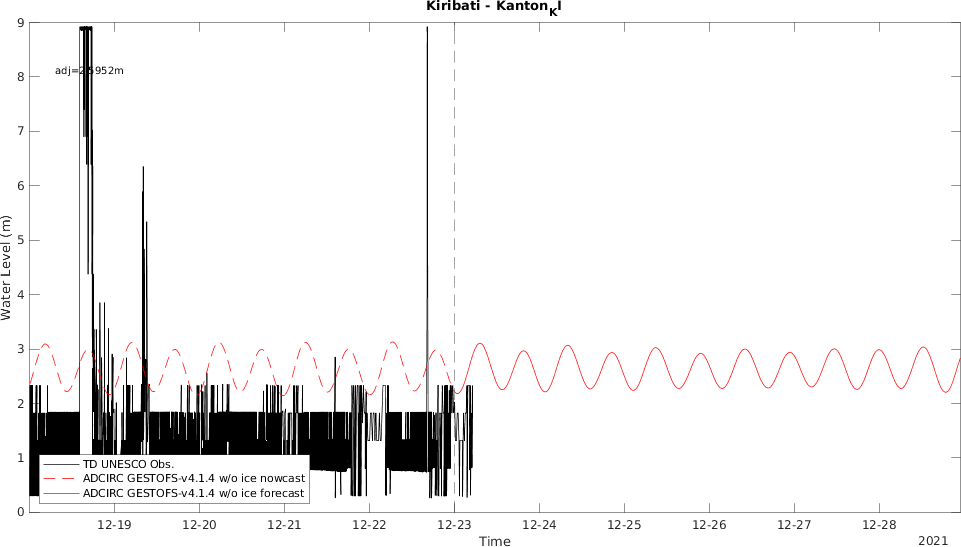 Kiribati - Kanton_KI
9
8
7
6
5
4
3
2
1
0
Water Level (m)
adj=2.5952m
TD UNESCO Obs.
ADCIRC GESTOFS-v4.1.4 w/o ice nowcast
ADCIRC GESTOFS-v4.1.4 w/o ice forecast
12-19 12-20 12-21 12-22 12-23 12-24 12-25 12-26 12-27 12-28
Time
2021